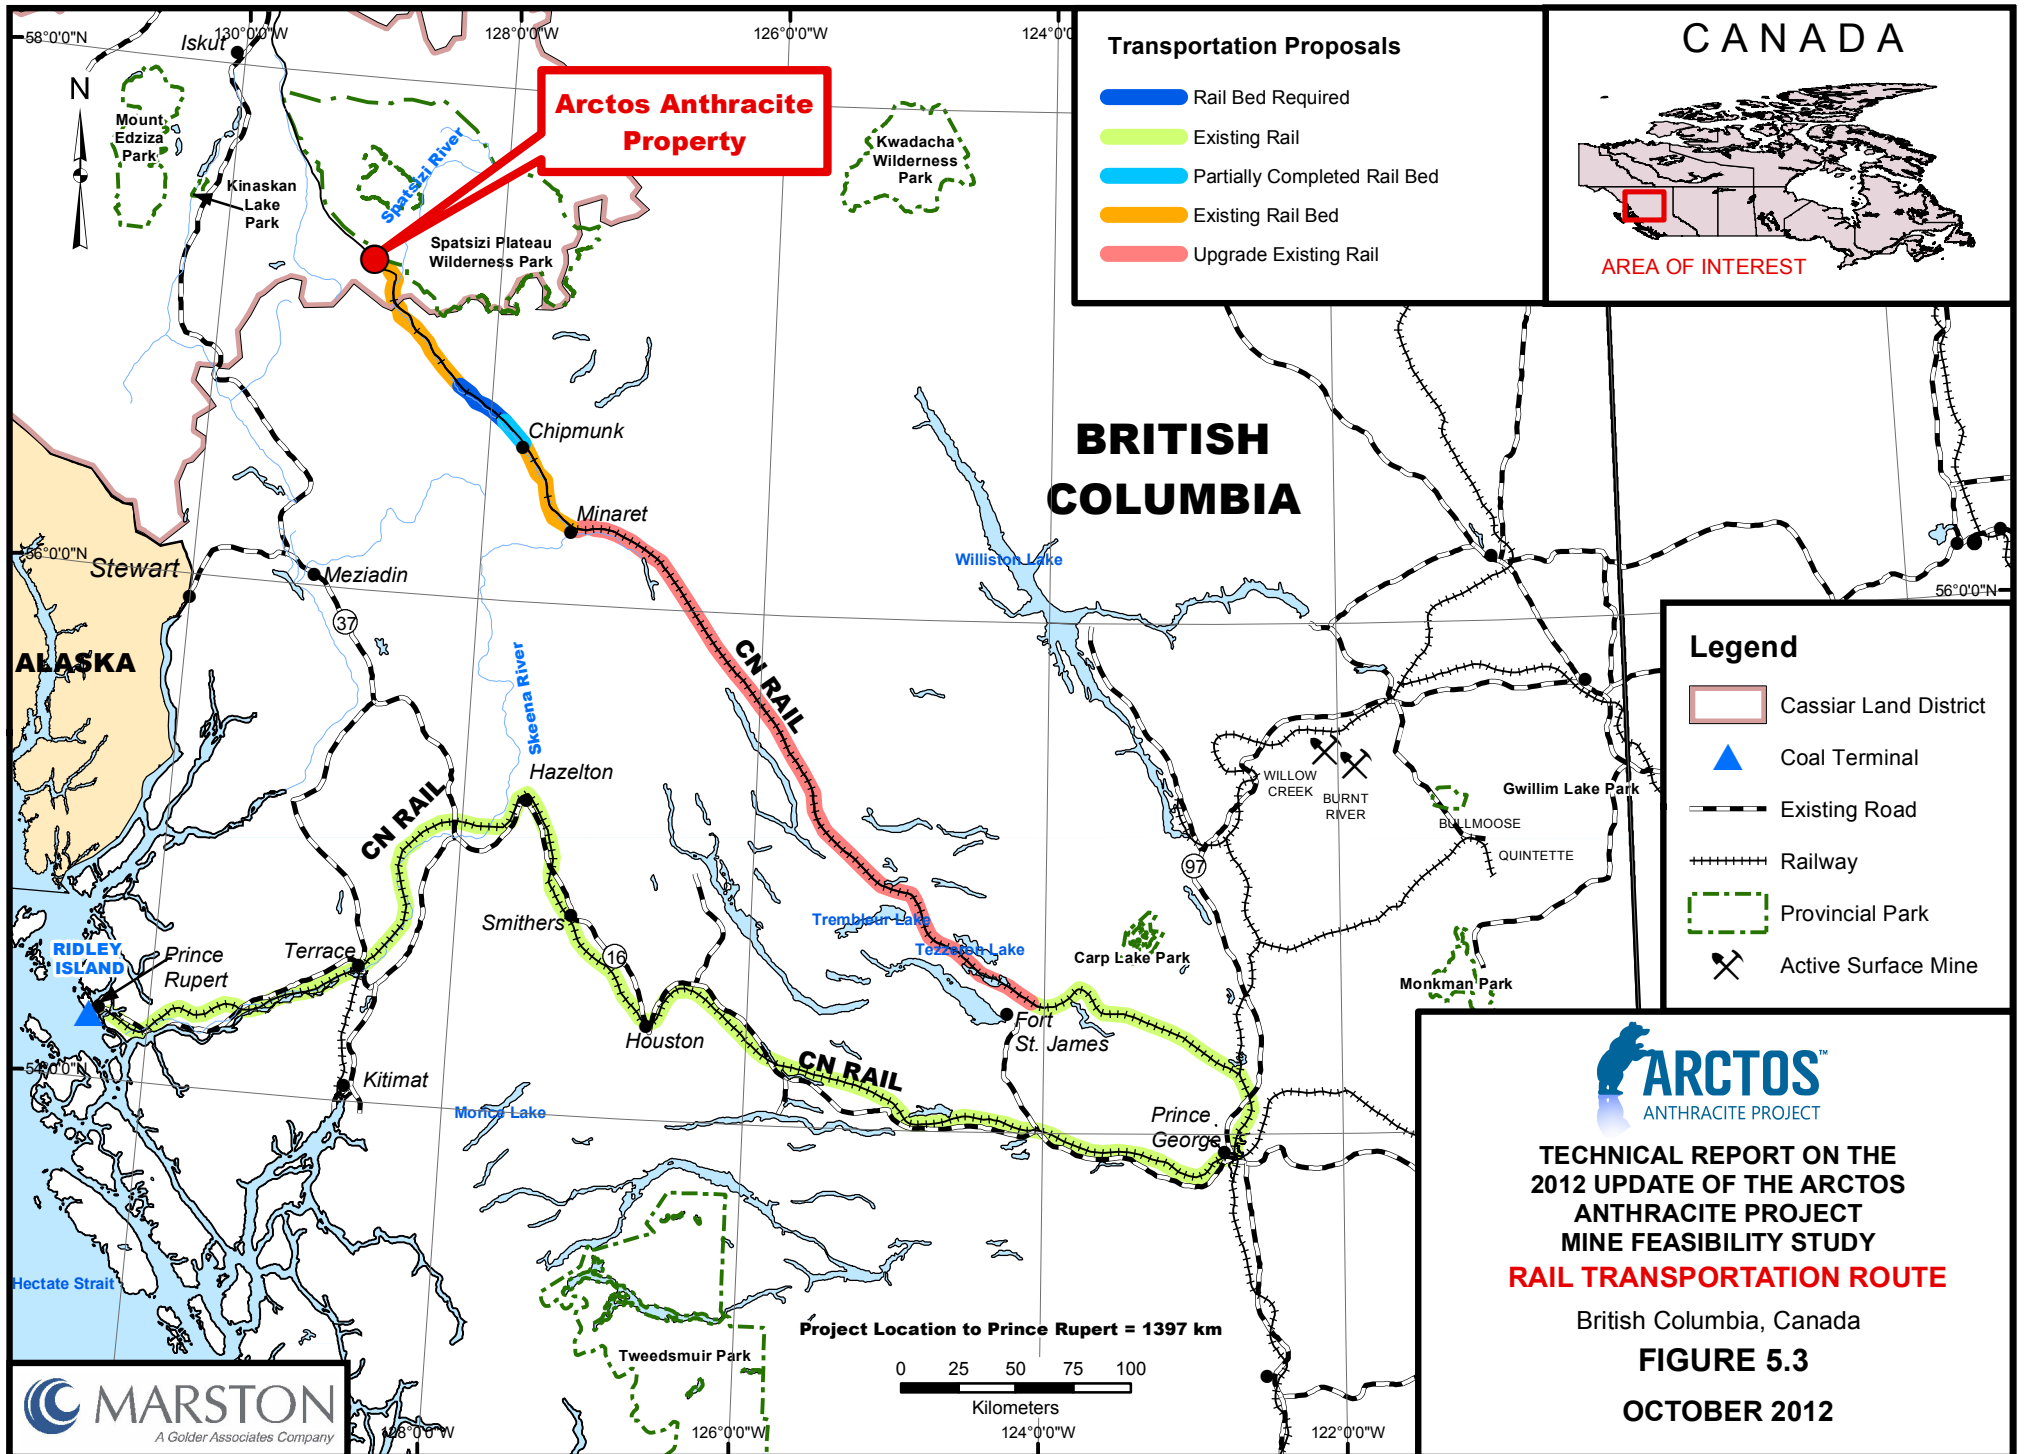 58°0'0"N
130°0'0"W
128°0'0"W
126°0'0"W
124°0'0
Iskut
N
Mount
Edziza
Park
Kinaskan
Lake
Park
Spatsizi River
Arctos Anthracite
Property
Spatsizi Plateau
Wilderness Park
Kwadacha
Wilderness
Park
Transportation Proposals
Rail Bed Required
Existing Rail
Partially Completed Rail Bed
Existing Rail Bed
Upgrade Existing Rail
CANADA
AREA OF INTEREST
Chipmunk
BRITISH
COLUMBIA
Minaret
56°0'0"N
Stewart
Meziadin
37
Williston Lake
56°0'0"N
ALASKA
Skeena River
CN RAIL
Hazelton
CN RAIL
WILLOW
CREEK
BURNT
RIVER
Gwillim Lake Park
BULLMOOSE
QUINTETTE
97
Legend
Cassiar Land District
Coal Terminal
Existing Road
Railway
Provincial Park
Active Surface Mine
RIDLEY
ISLAND
Prince
Rupert
Terrace
Smithers
16
Trembleur Lake
Tezzeron Lake
Carp Lake Park
Monkman Park
Houston
Fort
St. James
54°0'0"N
Kitimat
CN RAIL
Morice Lake
Prince
George
ARCTOS™
ANTHRACITE PROJECT
TECHNICAL REPORT ON THE
2012 UPDATE OF THE ARCTOS
ANTHRACITE PROJECT
MINE FEASIBILITY STUDY
RAIL TRANSPORTATION ROUTE
British Columbia, Canada
FIGURE 5.3
OCTOBER 2012
Hectate Strait
Tweedsmuir Park
Project Location to Prince Rupert = 1397 km
0 25 50 75 100
Kilometers
MARSTON
A Golder Associates Company
128°0'0"W
126°0'0"W
124°0'0"W
122°0'0"W